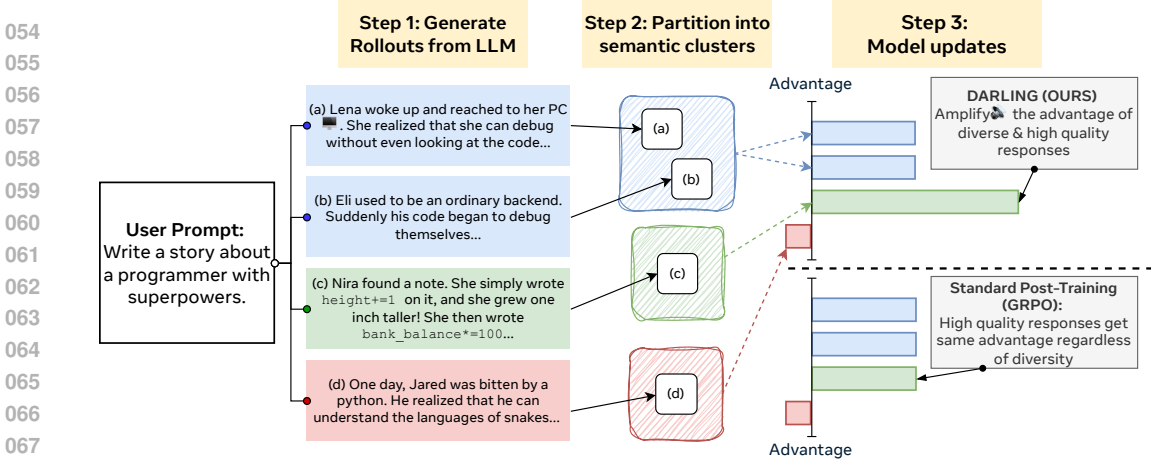 054
055
056
057
058
059
060
061
062
063
064
065
066
067
Step 1: Generate
Rollouts from LLM
Step 2: Partition into
semantic clusters
Step 3:
Model updates
User Prompt:
Write a story about
a programmer with
superpowers.
(a) Lena woke up and reached to her PC
🖥️. She realized that she can debug
without even looking at the code...
(b) Eli used to be an ordinary backend.
Suddenly his code began to debug
themselves...
(c) Nira found a note. She simply wrote
height+=1 on it, and she grew one
inch taller! She then wrote
bank_balance*=100...
(d) One day, Jared was bitten by a
python. He realized that he can
understand the languages of snakes...
(a)
(b)
(c)
(d)
Advantage
DARLING (OURS)
Amplify🔊 the advantage of
diverse & high quality
responses
Standard Post-Training
(GRPO):
High quality responses get
same advantage regardless
of diversity
Advantage